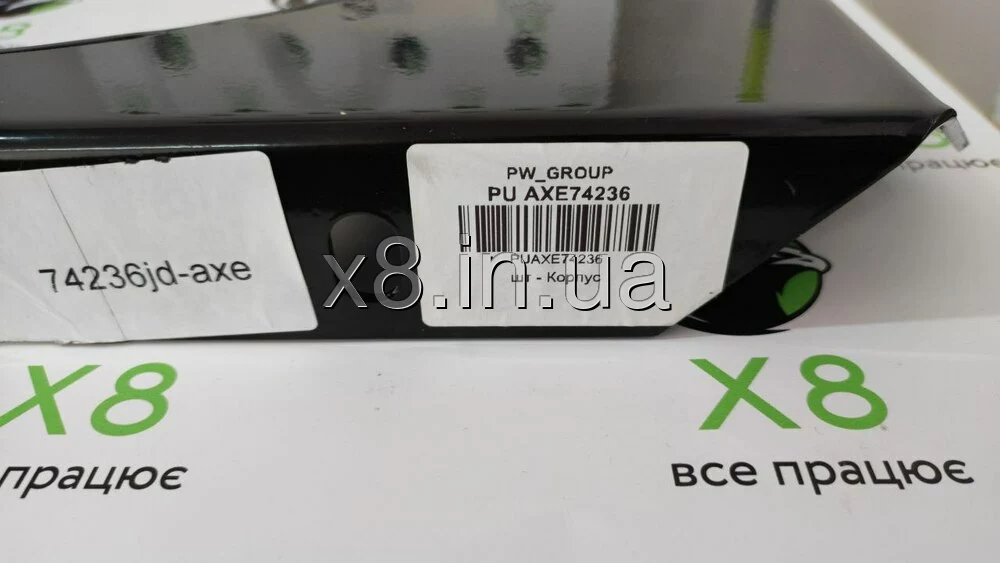 PW_GROUP
PU AXE74236
PUAXE74236
шт - Корпус
74236jd-axe
x8.in.ua
X8
працює
X8
все працює